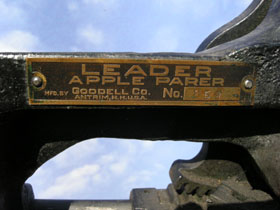 LEADER
APPLE PARER
MFD. BY GOODELL CO. No.
ANTRIM, N.H. U.S.A.